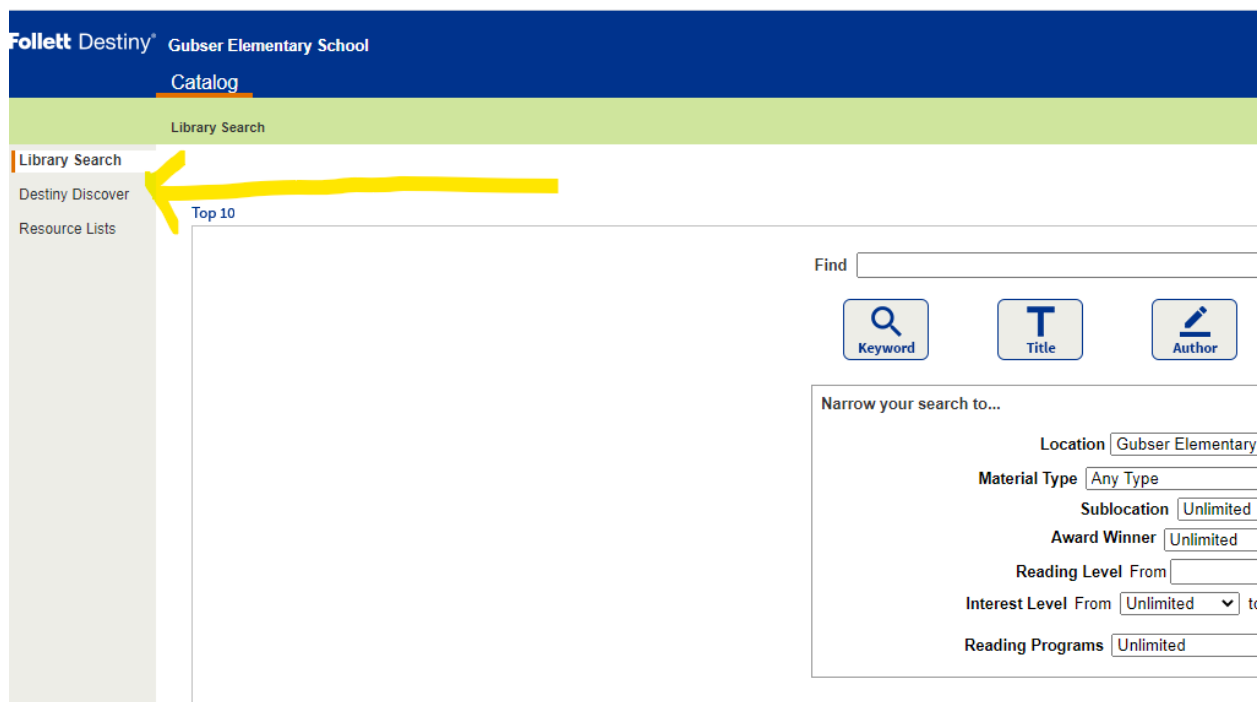 Follett Destiny® Gubser Elementary School
Catalog
Library Search
Library Search
Destiny Discover
Resource Lists
Top 10
Find
Keyword
Title
Author
Narrow your search to...
Location Gubser Elementary
Material Type Any Type
Sublocation Unlimited
Award Winner Unlimited
Reading Level From
Interest Level From Unlimited to
Reading Programs Unlimited